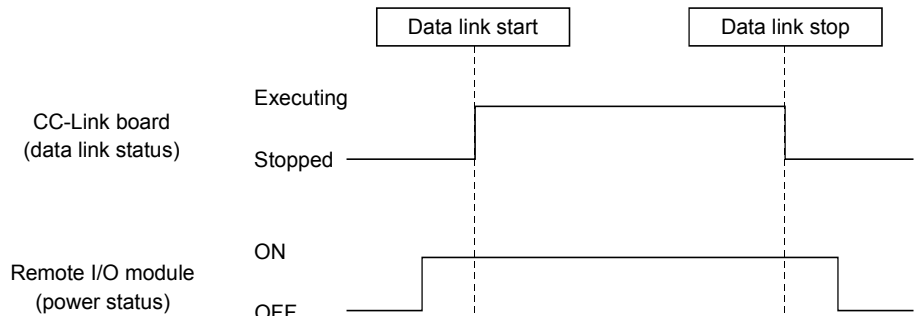 Data link start
Data link stop
Executing
CC-Link board
(data link status)
Stopped
ON
Remote I/O module
(power status)
OFF